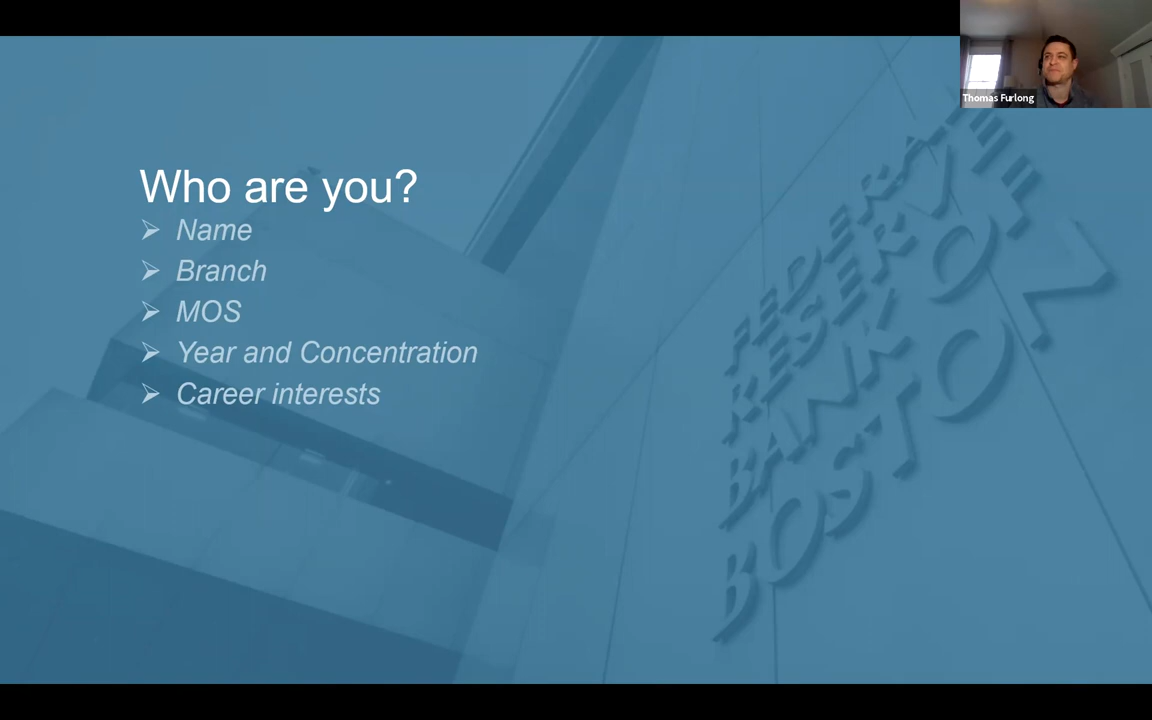 Thomas Furlong
Who are you?
➢ Name
➢ Branch
➢ MOS
➢ Year and Concentration
➢ Career interests
FEDERAL
RESERVE
BANK OF
BOSTON